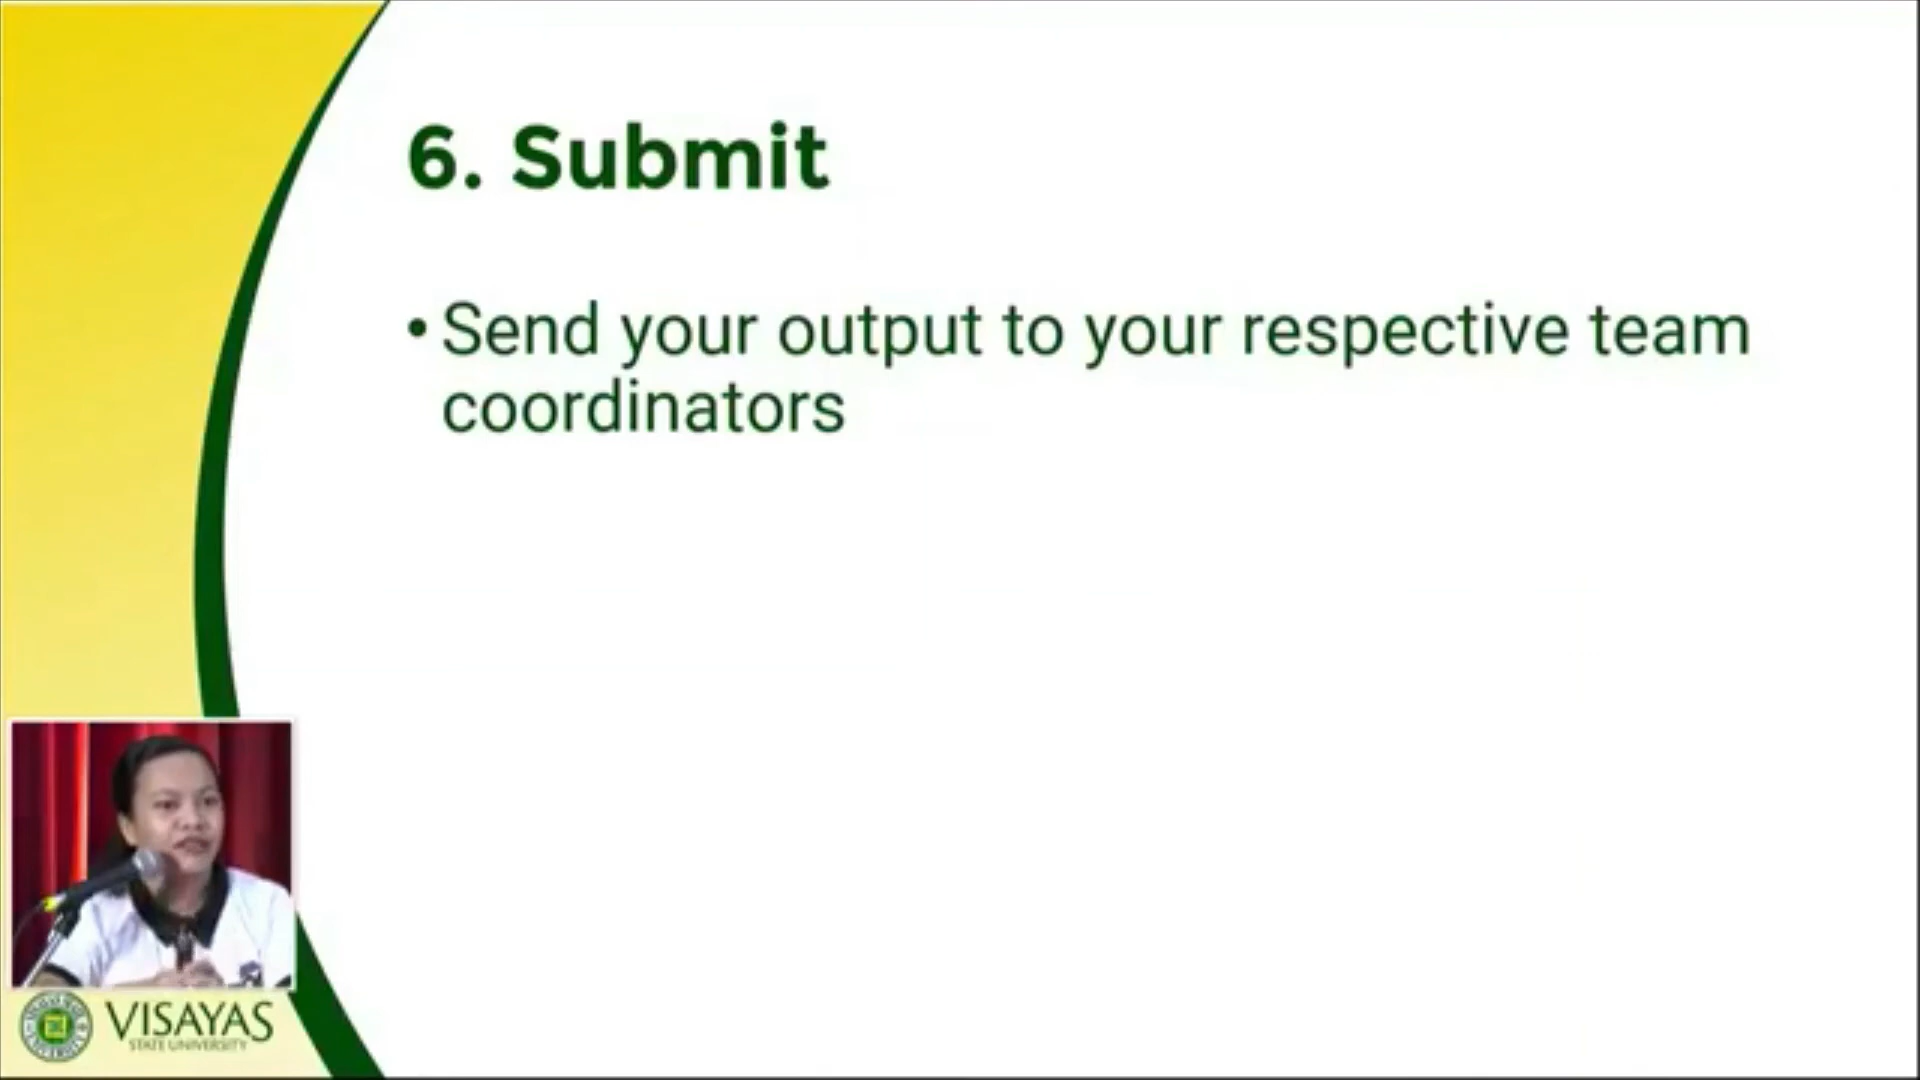 6. Submit
• Send your output to your respective team
coordinators
VISAYAS
STATE UNIVERSITY